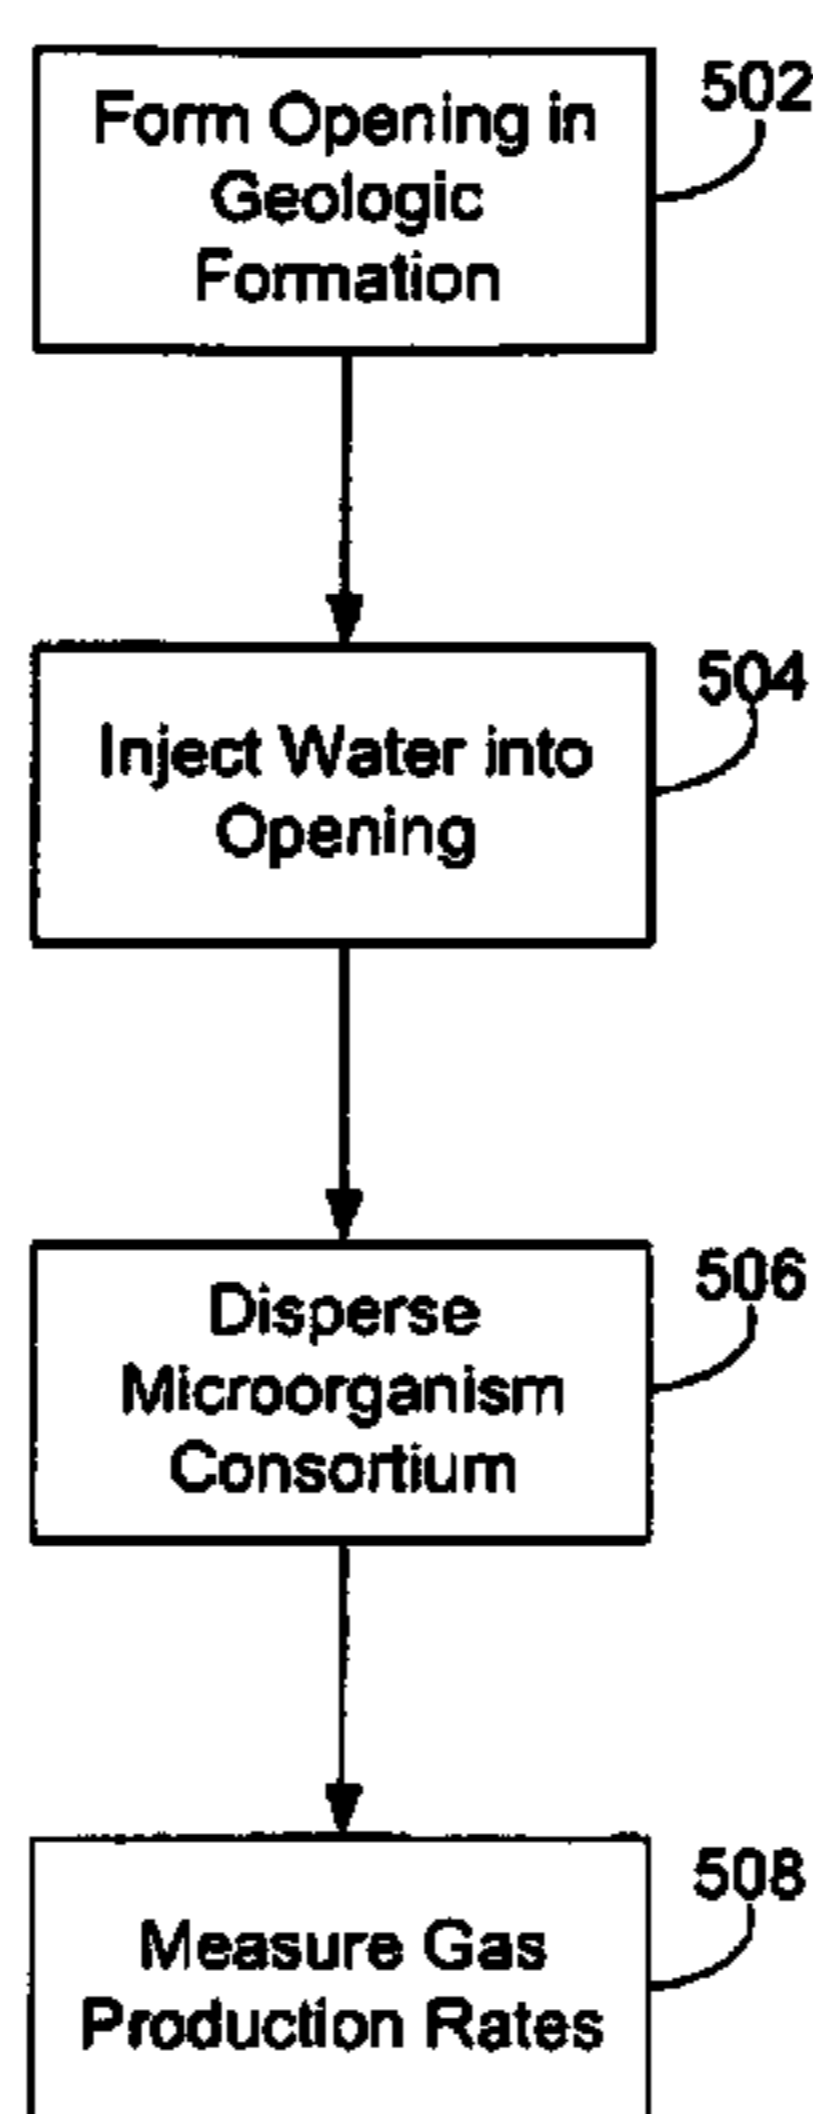 Form Opening in
Geologic
Formation
502
Inject Water into
Opening
504
Disperse
Microorganism
Consortium
506
Measure Gas
Production Rates
508